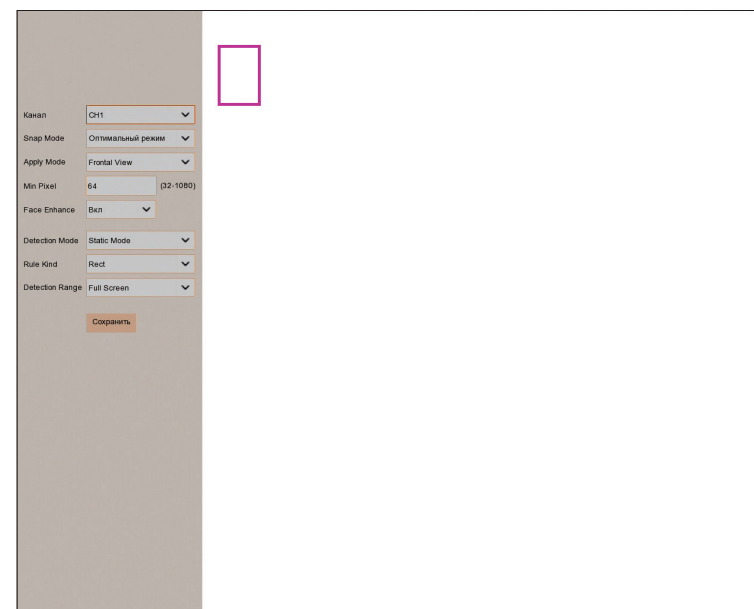 Канал CH1
Snap Mode Оптимальный режим
Apply Mode Frontal View
Min Pixel 64 (32-1080)
Face Enhance Вкл
Detection Mode Static Mode
Rule Kind Rect
Detection Range Full Screen
Сохранить